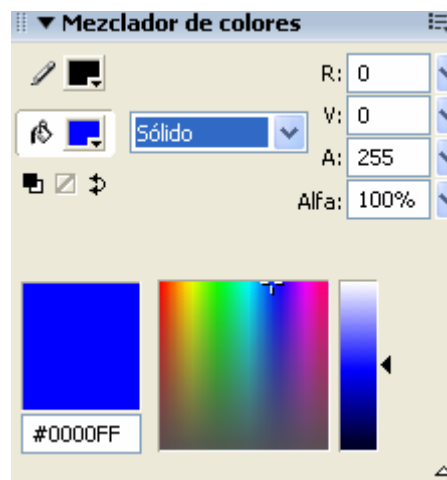 Mezclador de colores
R: 0
Sólido
V: 0
A: 255
Alfa: 100%
#0000FF